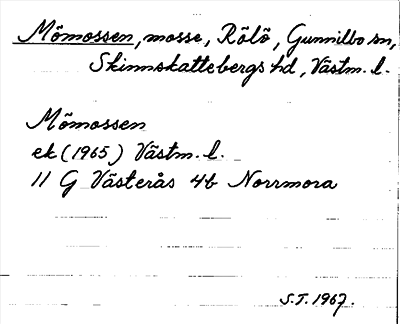 Mömossen, mosse, Rölö, Gunnilbo sn,
Skinnskattebergs hd, Västm. l.
Mömossen
ek (1965) Västm. l.
11 G Västerås 4b Norrmora
S.T. 1967.